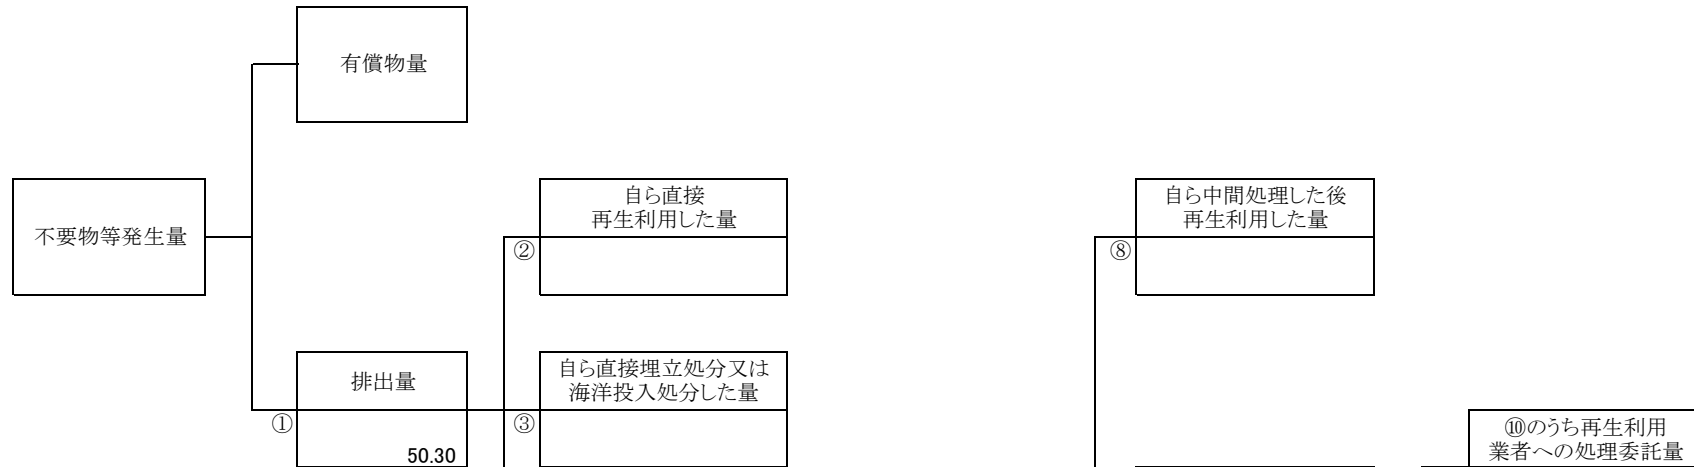 有償物量
不要物等発生量
自ら直接
再生利用した量
②
自ら中間処理した後
再生利用した量
⑧
排出量
①
50.30
自ら直接埋立処分又は
海洋投入処分した量
③
⑩のうち再生利用
業者への処理委託量